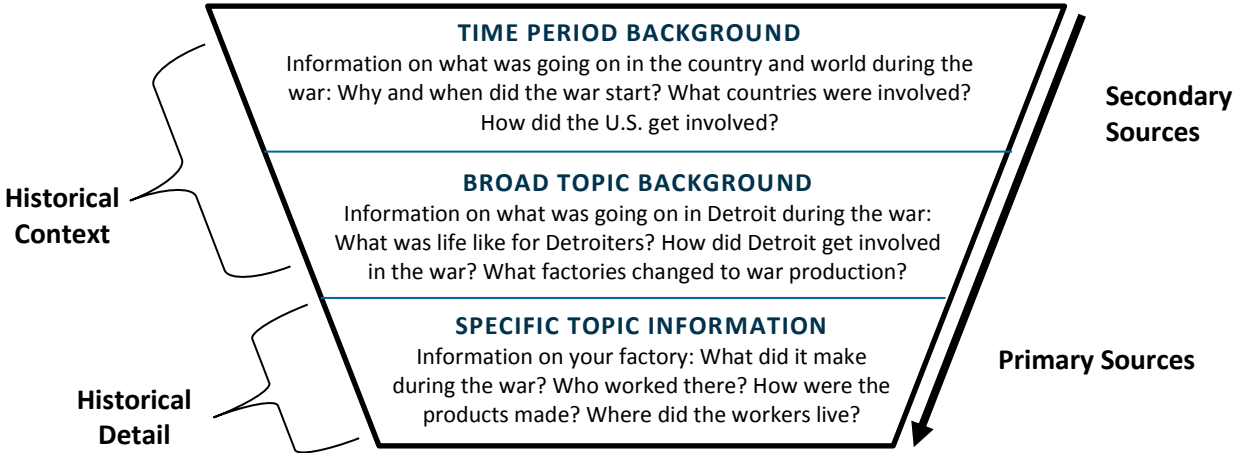 TIME PERIOD BACKGROUND
Information on what was going on in the country and world during the
war: Why and when did the war start? What countries were involved?
How did the U.S. get involved?
Secondary
Sources
BROAD TOPIC BACKGROUND
Information on what was going on in Detroit during the war:
What was life like for Detroiters? How did Detroit get involved
in the war? What factories changed to war production?
Historical
Context
SPECIFIC TOPIC INFORMATION
Information on your factory: What did it make
during the war? Who worked there? How were the
products made? Where did the workers live?
Primary Sources
Historical
Detail